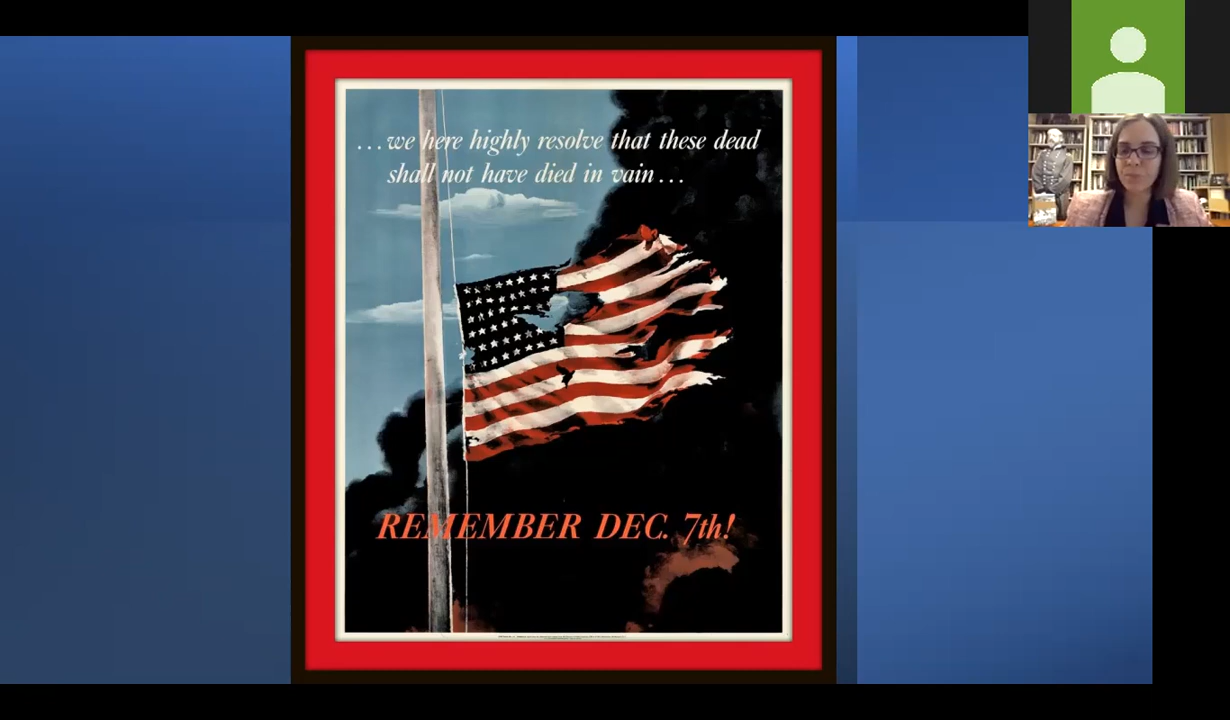 ...we here highly resolve that these dead
shall not have died in vain...
REMEMBER DEC. 7th!